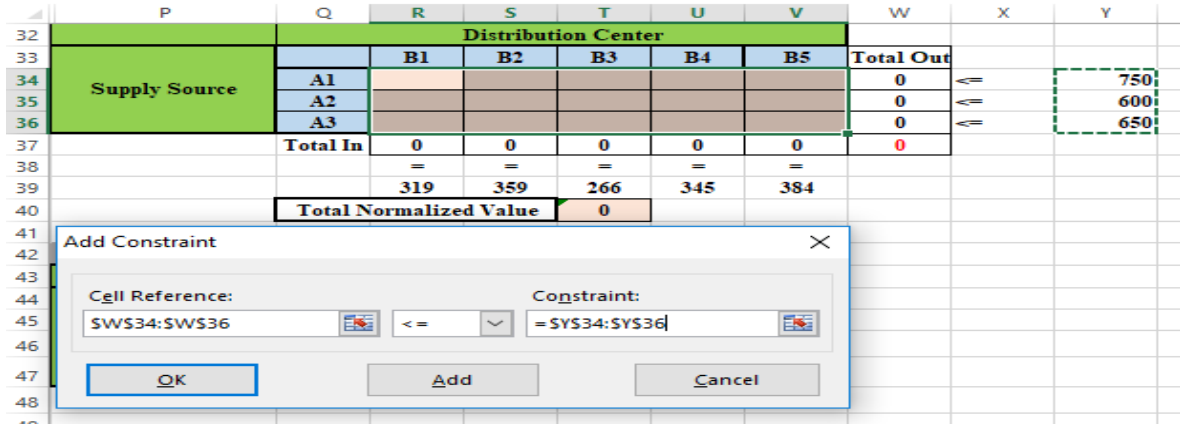 P Q R S T U V W X Y
32 Distribution Center
33 B1 B2 B3 B4 B5 Total Out
34 A1 0 <= 750
Supply Source
35 A2 0 <= 600
36 A3 0 <= 650
37 Total In 0 0 0 0 0 0
38 = = = = =
39 319 359 266 345 384
40 Total Normalized Value 0
41
Add Constraint
42
43
Cell Reference: Constraint:
44
45 $W$34:$W$36 <= =$Y$34:$Y$36
46
47 OK Add Cancel
48